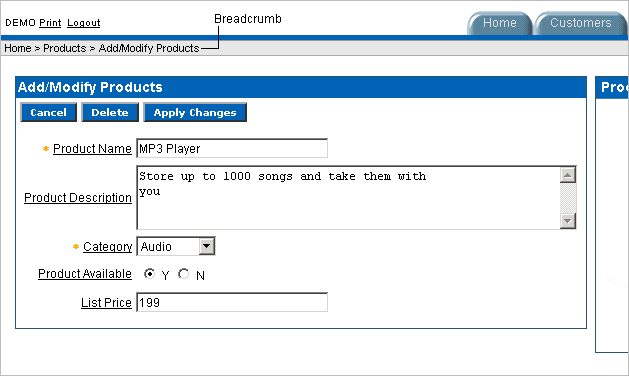 Breadcrumb
DEMO Print Logout
Home Customers
Home > Products > Add/Modify Products
Add/Modify Products
Cancel Delete Apply Changes
* Product Name MP3 Player
Product Description Store up to 1000 songs and take them with
you
* Category Audio
Product Available Y N
List Price 199
Proc